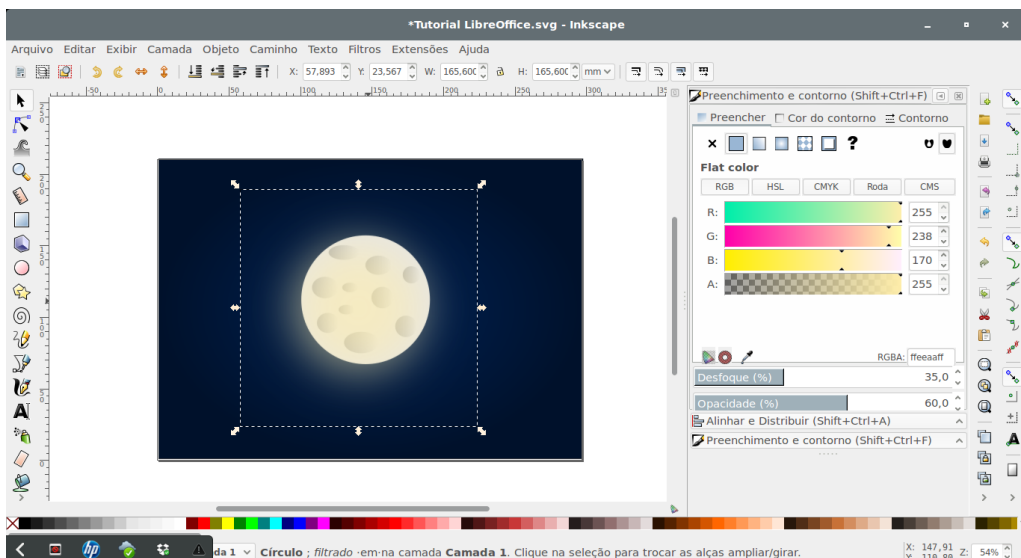 *Tutorial LibreOffice.svg - Inkscape
Arquivo Editar Exibir Camada Objeto Caminho Texto Filtros Extensões Ajuda
X: 57,893 Y: 23,567 W: 165,600 H: 165,600 mm
Preenchimento e contorno (Shift+Ctrl+F)
Preencher Cor do contorno Contorno
Flat color
RGB HSL CMYK Roda CMS
R: 255
G: 238
B: 170
A: 255
RGBA: ffeeaaff
Desfoque (%) 35,0
Opacidade (%) 60,0
Alinhar e Distribuir (Shift+Ctrl+A)
Preenchimento e contorno (Shift+Ctrl+F)
da 1 Círculo ; filtrado ·em·na camada Camada 1. Clique na seleção para trocar as alças ampliar/girar.
X: 147,91
Z: 54%